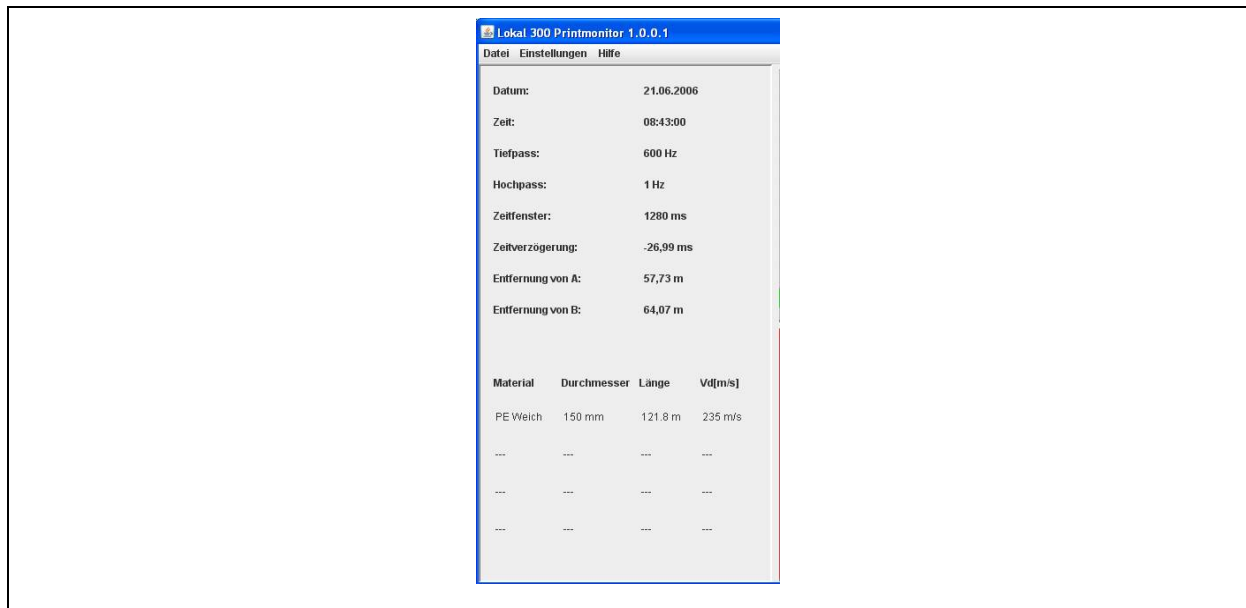 Lokal 300 Printmonitor 1.0.0.1
Datei Einstellungen Hilfe
Datum: 21.06.2006
Zeit: 08:43:00
Tiefpass: 600 Hz
Hochpass: 1 Hz
Zeitfenster: 1280 ms
Zeitverzögerung: -26,99 ms
Entfernung von A: 57,73 m
Entfernung von B: 64,07 m
Material Durchmesser Länge Vd[m/s]
PE Weich 150 mm 121.8 m 235 m/s
--- --- --- ---
--- --- --- ---
--- --- --- ---